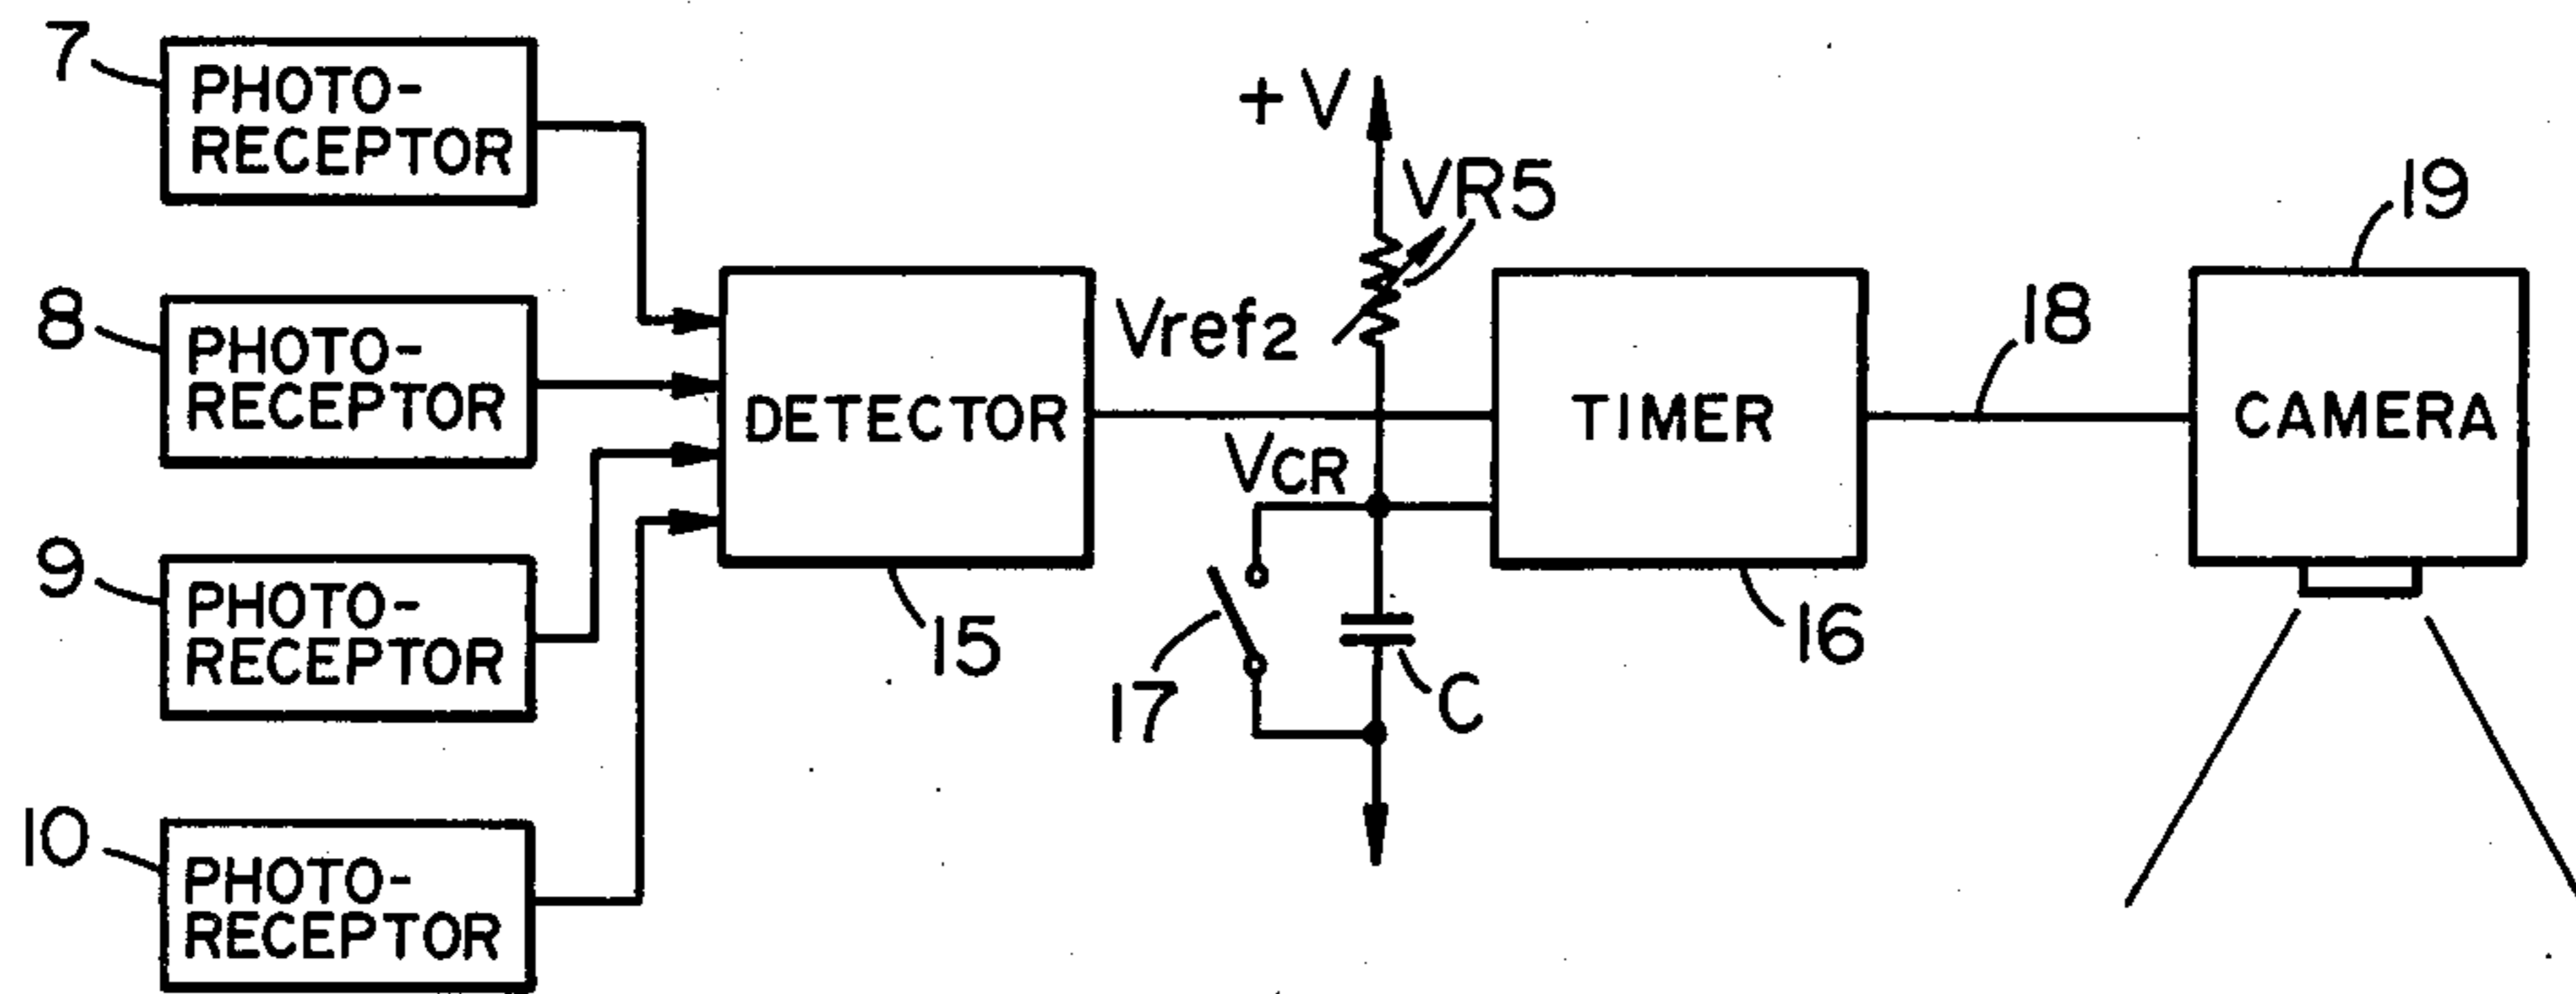 7
PHOTO-
RECEPTOR
8
PHOTO-
RECEPTOR
9
PHOTO-
RECEPTOR
10
PHOTO-
RECEPTOR
DETECTOR
15
Vref2
+V
VR5
VCR
17
C
TIMER
16
18
19
CAMERA